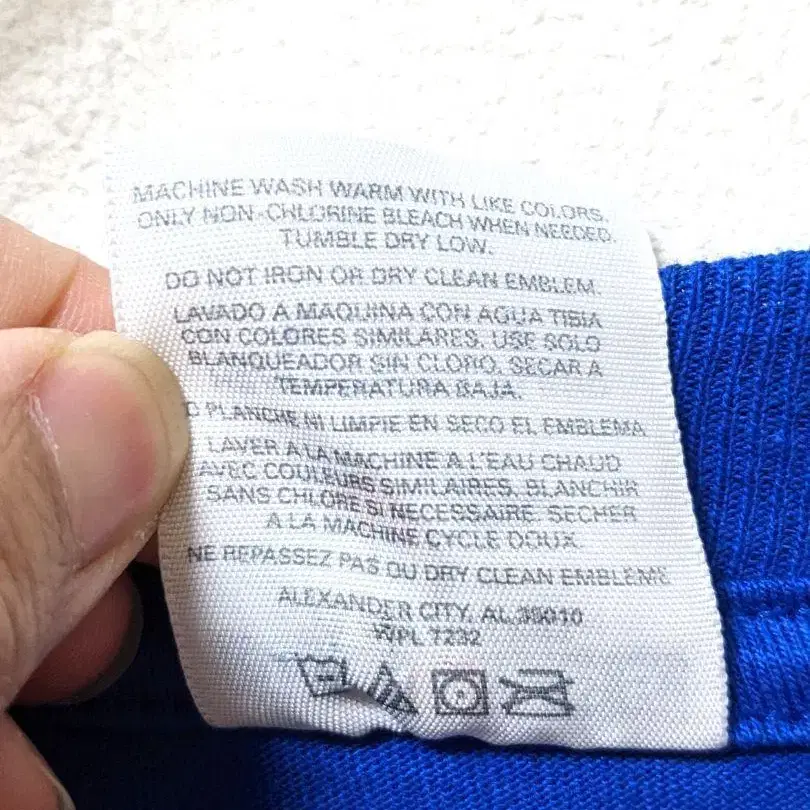 MACHINE WASH WARM WITH LIKE COLORS.
ONLY NON-CHLORINE BLEACH WHEN NEEDED.
TUMBLE DRY LOW.
DO NOT IRON OR DRY CLEAN EMBLEM.
LAVADO A MAQUINA CON AGUA TIBIA
CON COLORES SIMILARES. USE SOLO
BLANQUEADOR SIN CLORO. SECAR A
TEMPERATURA BAJA.
O PLANCHE NI LIMPIE EN SECO EL EMBLEMA
LAVER A LA MACHINE A L'EAU CHAUD
AVEC COULEURS SIMILAIRES. BLANCHIR
SANS CHLORE SI NECESSAIRE. SECHER
A LA MACHINE CYCLE DOUX.
NE REPASSEZ PAS OU DRY CLEAN EMBLEME
ALEXANDER CITY, AL 35010
WPL 7232